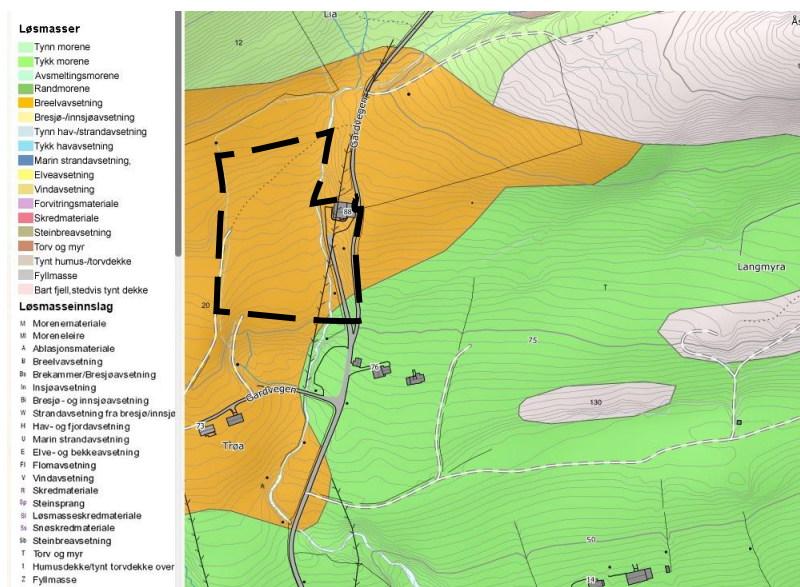 Løsmasser
Tynn morene
Tykk morene
Avsmeltingsmorene
Randmorene
Breelvavsetning
Bresjø-/innsjøavsetning
Tynn hav-/strandavsetning
Tykk havavsetning
Marin strandavsetning,
Elveavsetning
Vindavsetning
Forvitringsmateriale
Skredmateriale
Steinbreavsetning
Torv og myr
Tynt humus-/torvdekke
Fyllmasse
Bart fjell,stedvis tynt dekke
Løsmasseinnslag
M Morenemateriale
Ml Moreneleire
A Ablasjonsmateriale
B Breelvavsetning
Bs Brekammer/Bresjøavsetning
In Insjøavsetning
Bi Bresjø- og innsjøavsetning
W Strandavsetning fra bresjø/innsjø
H Hav- og fjordavsetning
U Marin strandavsetning
E Elve- og bekkeavsetning
Fl Flomavsetning
V Vindavsetning
R Skredmateriale
Sp Steinsprang
Sl Løsmasseskredmateriale
Ss Snøskredmateriale
Sb Steinbreavsetning
T Torv og myr
t Humusdekke/tynt torvdekke over
Z Fyllmasse
Lia
12
Gardvegen
88
Langmyra
T
20
75
76
Gardvegen
130
73
Trøa
A
50
14